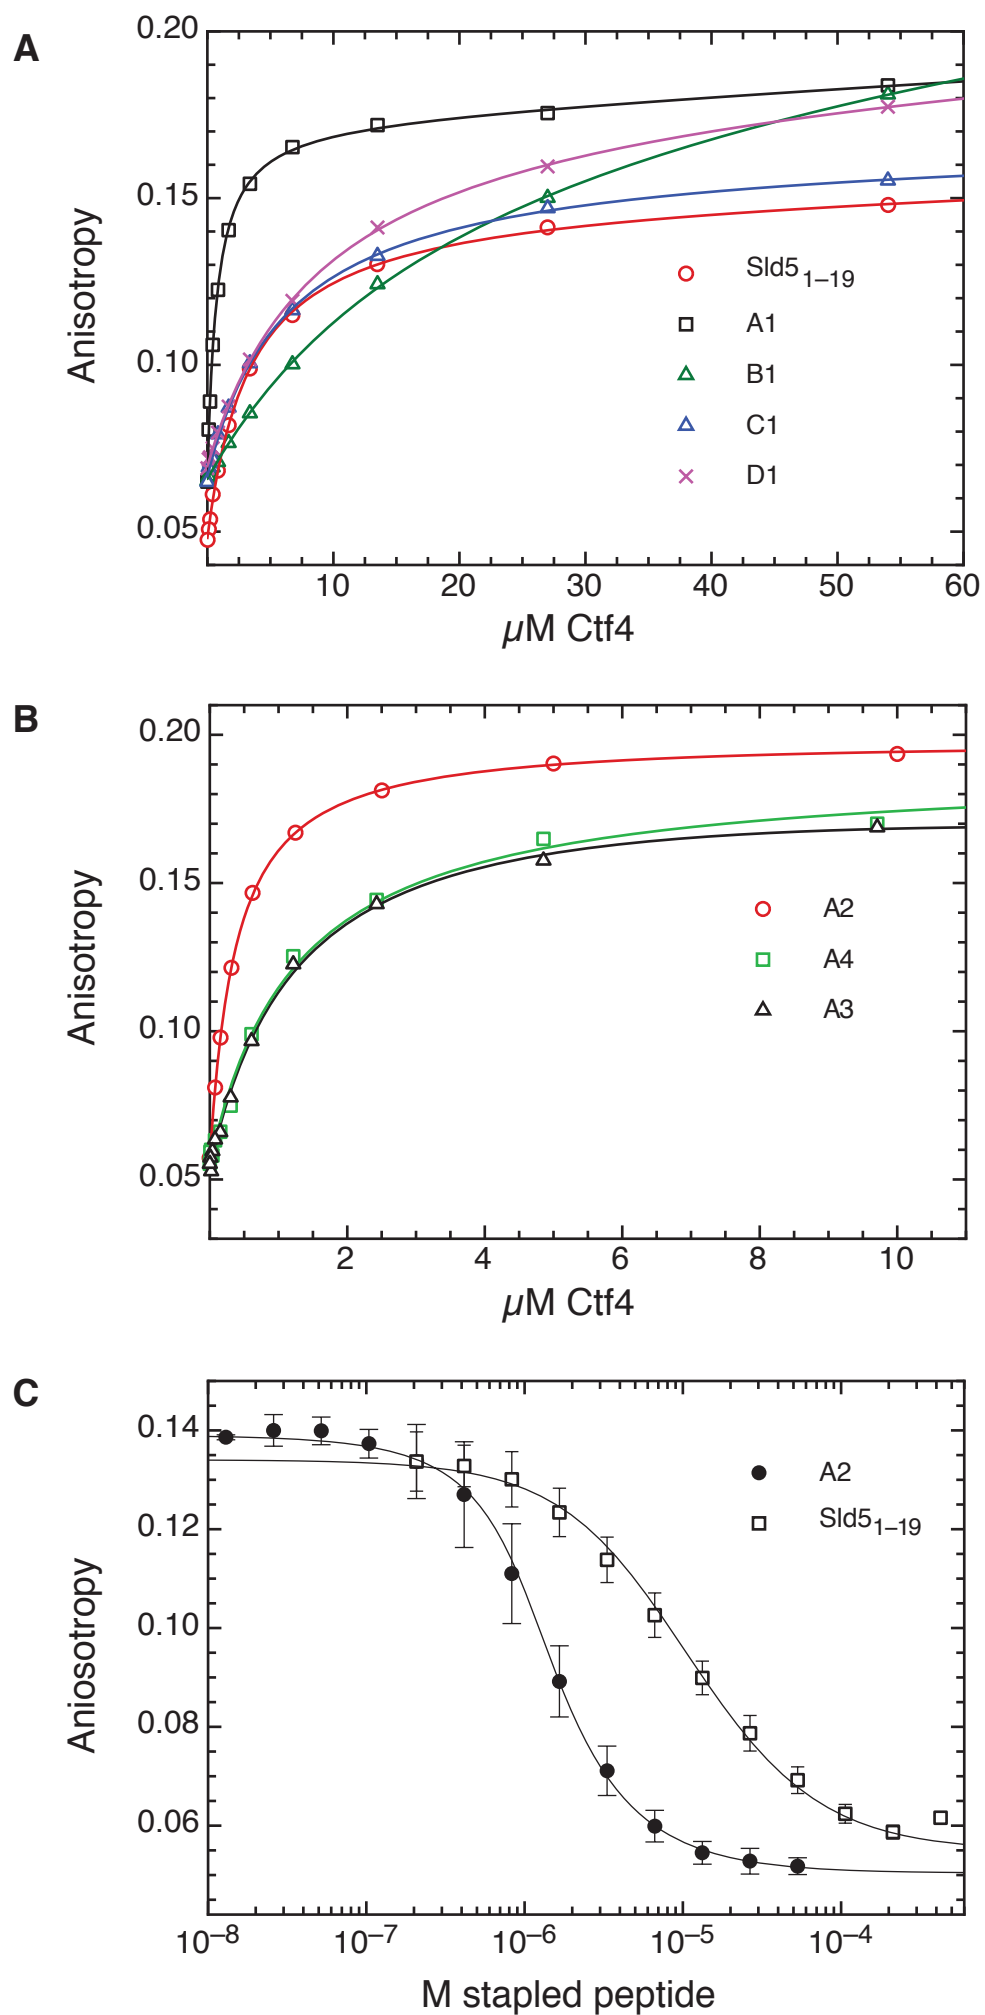 A
0.20
0.15
0.10
0.05
Anisotropy
Sld5 1–19
A1
B1
C1
D1
10 20 30 40 50 60
µM Ctf4
B
0.20
0.15
0.10
0.05
Anisotropy
A2
A4
A3
2 4 6 8 10
µM Ctf4
C
0.14
0.12
0.10
0.08
0.06
Aniosotropy
A2
Sld5 1–19
10–8 10–7 10–6 10–5 10–4
M stapled peptide